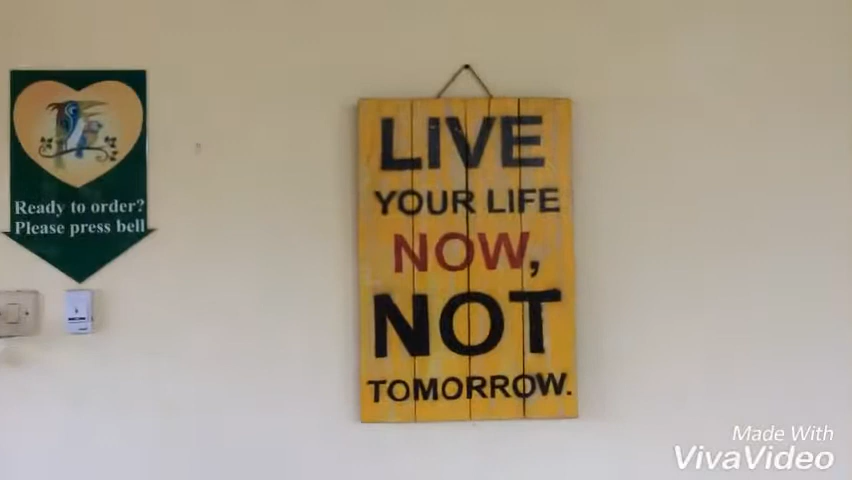 Ready to order?
Please press bell
LIVE
YOUR LIFE
NOW,
NOT
TOMORROW.
Made With
VivaVideo